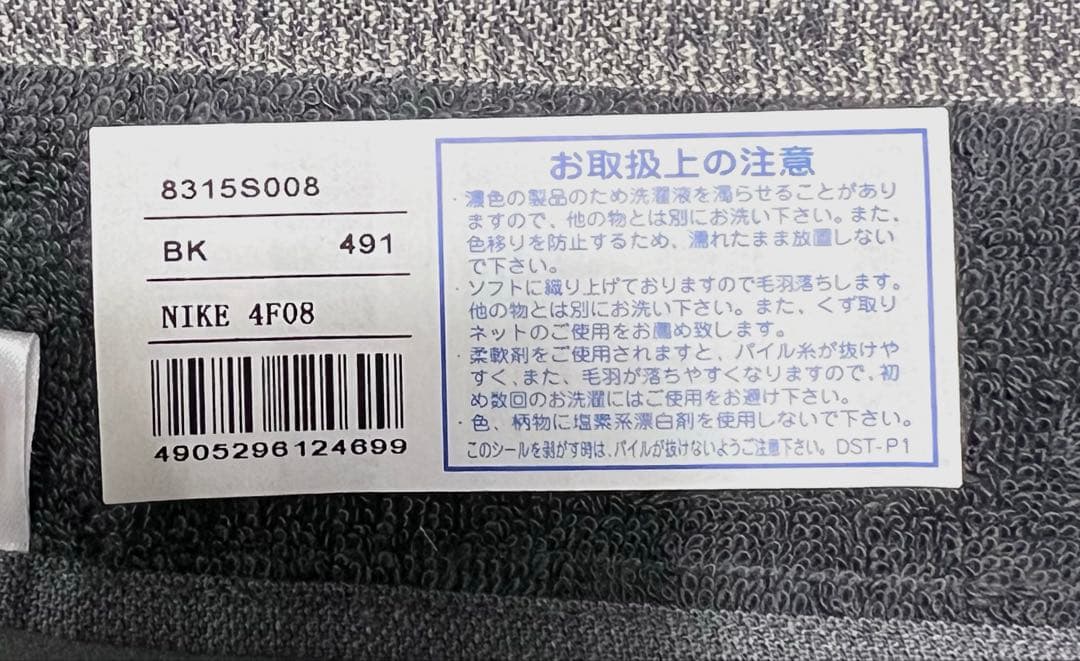 8315S008
BK 491
NIKE 4F08
4905296124699
お取扱上の注意
・濃色の製品のため洗濯液を濁らせることがあり
ますので、他の物とは別にお洗い下さい。また、
色移りを防止するため、濡れたまま放置しない
で下さい。
・ソフトに織り上げておりますので毛羽落ちします。
他の物とは別にお洗い下さい。また、くず取り
ネットのご使用をお薦め致します。
・柔軟剤をご使用されますと、パイル糸が抜けや
すく、また、毛羽が落ちやすくなりますので、初
め数回のお洗濯にはご使用をお避け下さい。
・色、柄物に塩素系漂白剤を使用しないで下さい。
このシールを剥がす時は、パイルが抜けないようご注意下さい。DST-P1